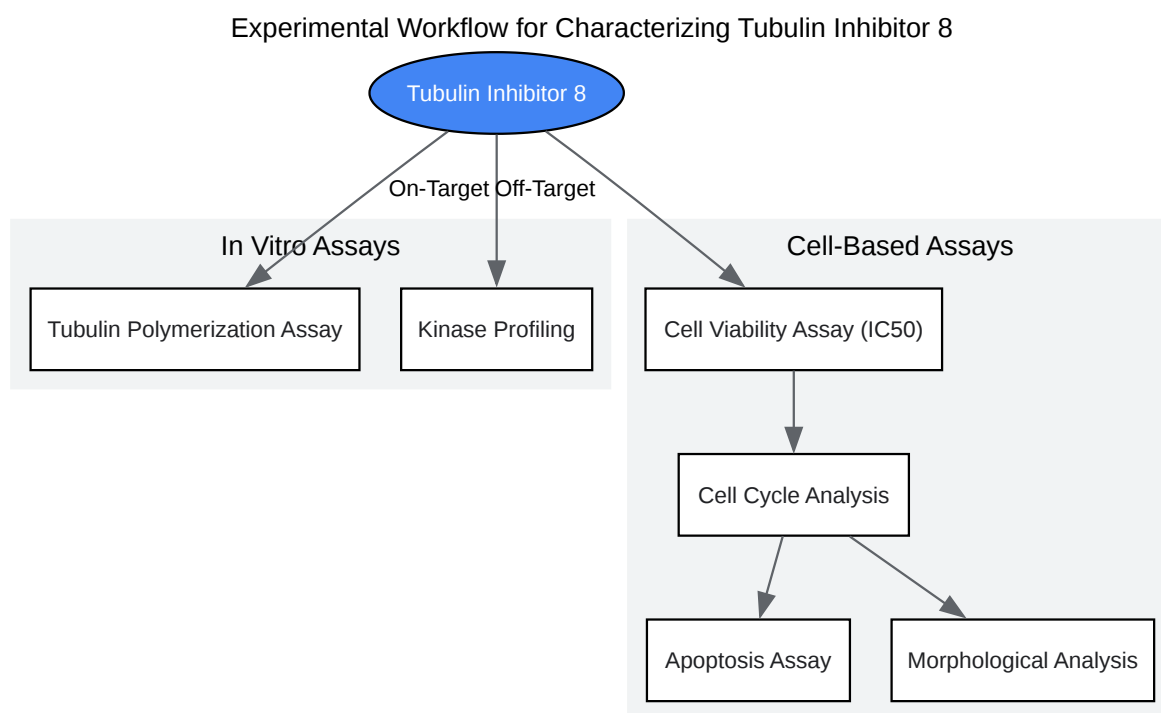 Experimental Workflow for Characterizing Tubulin Inhibitor 8
Tubulin Inhibitor 8
On-Target
Off-Target
In Vitro Assays
Cell-Based Assays
Tubulin Polymerization Assay
Kinase Profiling
Cell Viability Assay (IC50)
Cell Cycle Analysis
Apoptosis Assay
Morphological Analysis